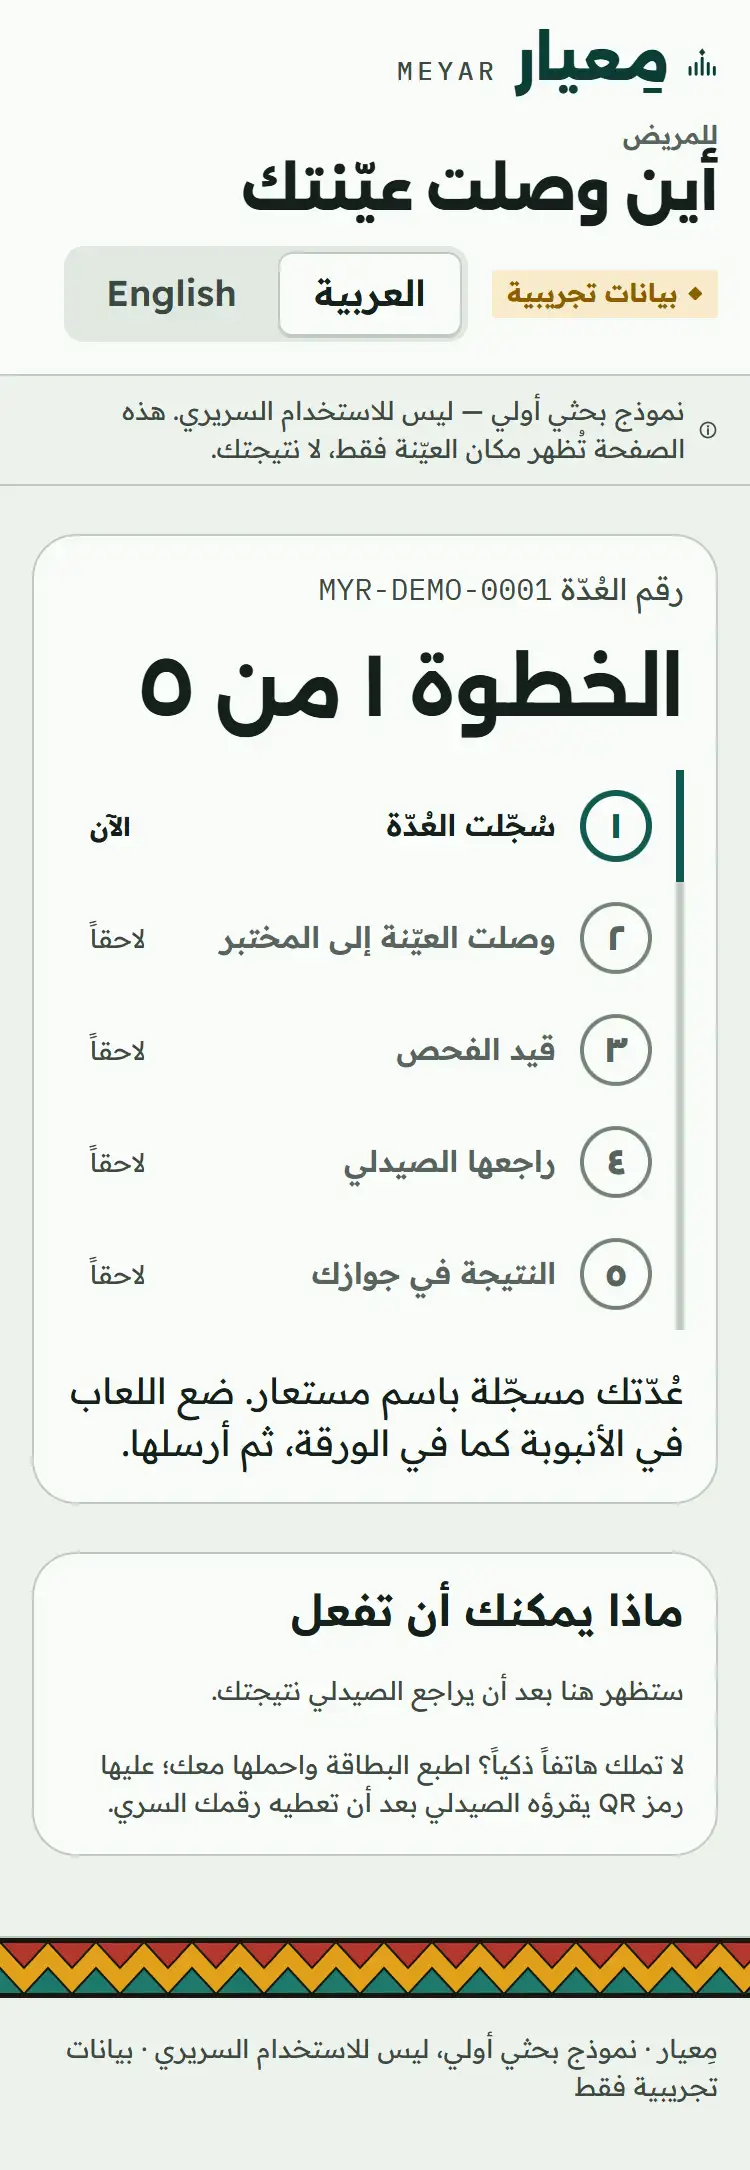 مِعيار MEYAR
للمريض
أين وصلت عيّنتك
◆ بيانات تجريبية
العربية
English
نموذج بحثي أولي — ليس للاستخدام السريري. هذه
الصفحة تُظهر مكان العيّنة فقط، لا نتيجتك.
رقم العُدّة MYR-DEMO-0001
الخطوة ١ من ٥
١ سُجّلت العُدّة الآن
٢ وصلت العيّنة إلى المختبر لاحقاً
٣ قيد الفحص لاحقاً
٤ راجعها الصيدلي لاحقاً
٥ النتيجة في جوازك لاحقاً
عُدّتك مسجّلة باسم مستعار. ضع اللعاب
في الأنبوبة كما في الورقة، ثم أرسلها.
ماذا يمكنك أن تفعل
ستظهر هنا بعد أن يراجع الصيدلي نتيجتك.
لا تملك هاتفاً ذكياً؟ اطبع البطاقة واحملها معك؛ عليها
رمز QR يقرؤه الصيدلي بعد أن تعطيه رقمك السري.
مِعيار · نموذج بحثي أولي، ليس للاستخدام السريري · بيانات
تجريبية فقط